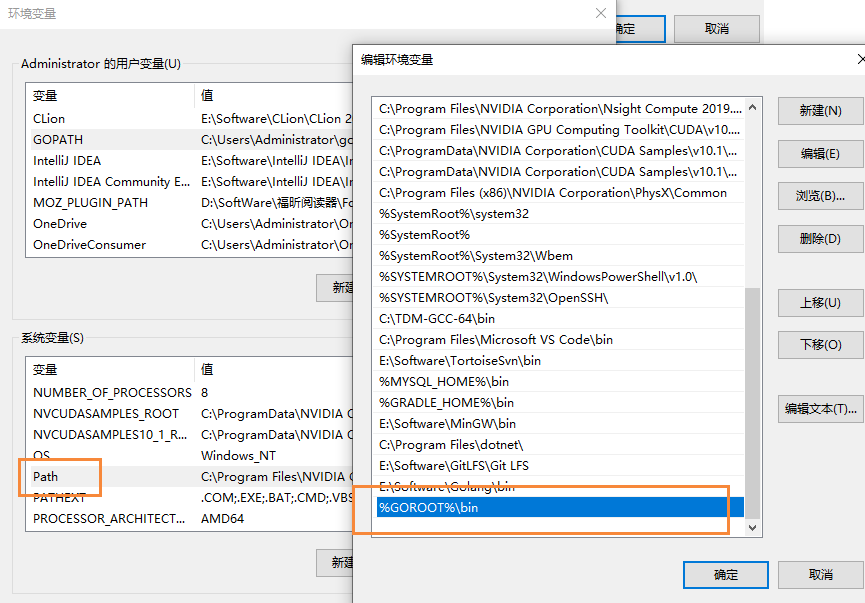 环境变量
确定
取消
Administrator 的用户变量(U)
变量
值
CLion
E:\Software\CLion\CLion 2
GOPATH
C:\Users\Administrator\go
IntelliJ IDEA
E:\Software\IntelliJ IDEA\In
IntelliJ IDEA Community E...
E:\Software\IntelliJ IDEA\In
MOZ_PLUGIN_PATH
D:\SoftWare\福昕阅读器\Fo
OneDrive
C:\Users\Administrator\On
OneDriveConsumer
C:\Users\Administrator\On
新建
系统变量(S)
变量
值
NUMBER_OF_PROCESSORS
8
NVCUDASAMPLES_ROOT
C:\ProgramData\NVIDIA C
NVCUDASAMPLES10_1_R...
C:\ProgramData\NVIDIA C
OS
Windows_NT
Path
C:\Program Files\NVIDIA C
PATHEXT
.COM;.EXE;.BAT;.CMD;.VBS
PROCESSOR_ARCHITECT...
AMD64
新建
编辑环境变量
C:\Program Files\NVIDIA Corporation\Nsight Compute 2019....
C:\Program Files\NVIDIA GPU Computing Toolkit\CUDA\v10....
C:\ProgramData\NVIDIA Corporation\CUDA Samples\v10.1\...
C:\ProgramData\NVIDIA Corporation\CUDA Samples\v10.1\...
C:\Program Files (x86)\NVIDIA Corporation\PhysX\Common
%SystemRoot%\system32
%SystemRoot%
%SystemRoot%\System32\Wbem
%SYSTEMROOT%\System32\WindowsPowerShell\v1.0\
%SYSTEMROOT%\System32\OpenSSH\
C:\TDM-GCC-64\bin
C:\Program Files\Microsoft VS Code\bin
E:\Software\TortoiseSvn\bin
%MYSQL_HOME%\bin
%GRADLE_HOME%\bin
E:\Software\MinGW\bin
C:\Program Files\dotnet\
E:\Software\GitLFS\Git LFS
E:\Software\Golang\bin
%GOROOT%\bin
新建(N)
编辑(E)
浏览(B)...
删除(D)
上移(U)
下移(O)
编辑文本(T)...
确定
取消